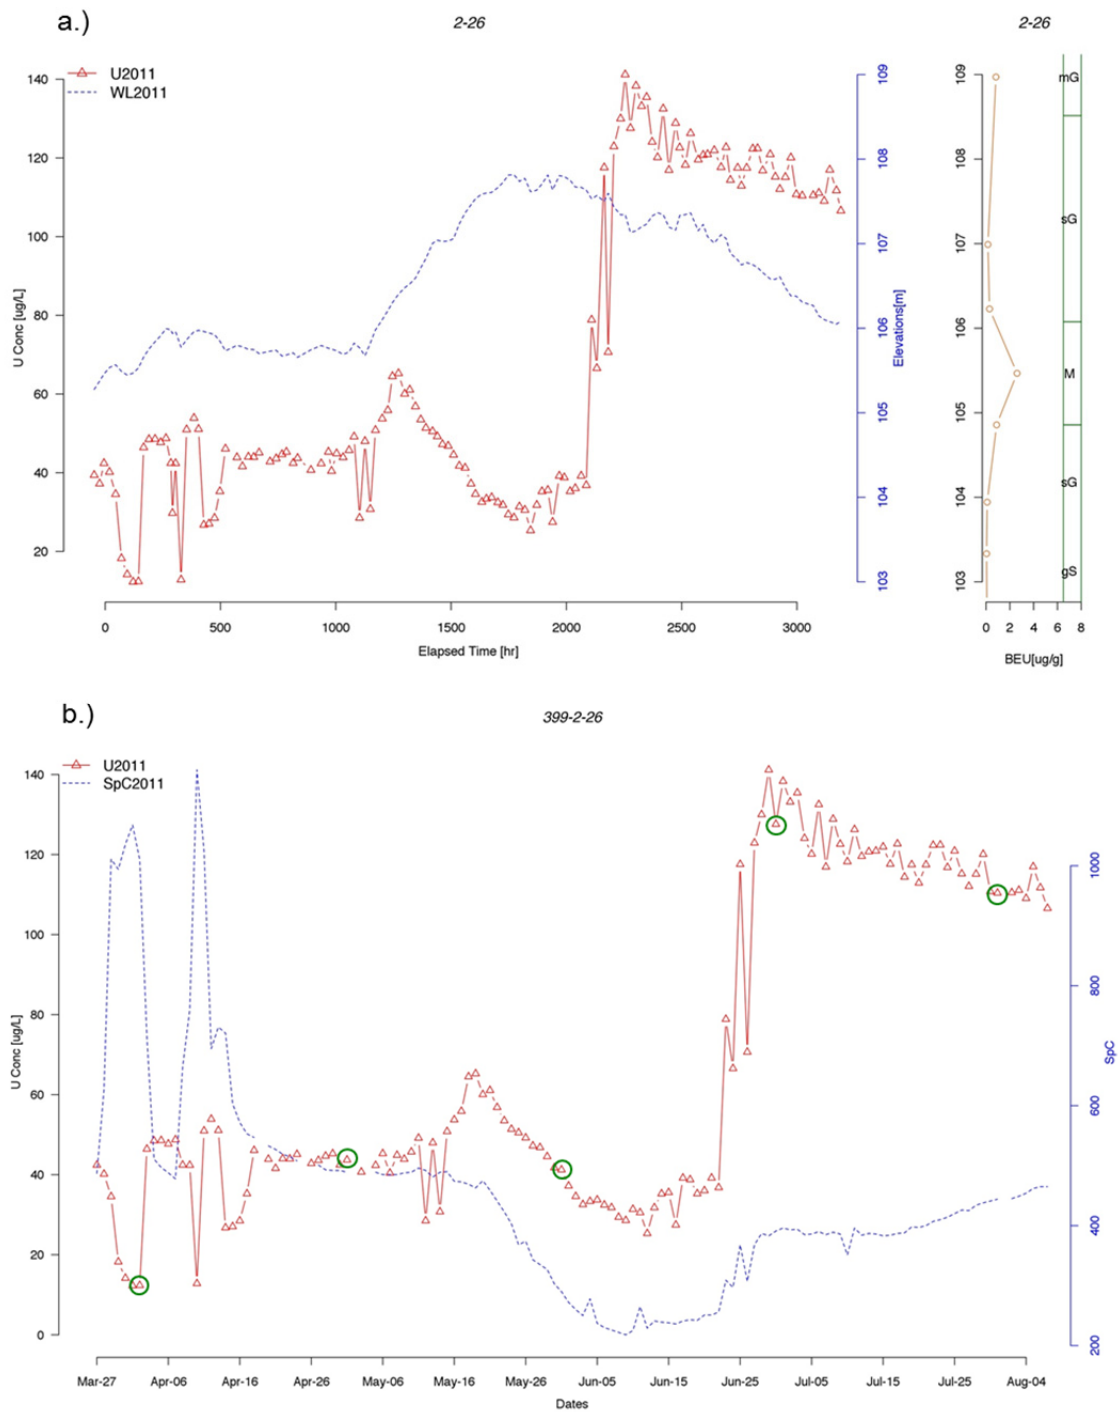 a.)
2-26
2-26
U2011
WL2011
140
120
100
80
60
40
20
U Conc [ug/L]
109
108
107
106
105
104
103
Elevations[m]
0 500 1000 1500 2000 2500 3000
Elapsed Time [hr]
109
108
107
106
105
104
103
mG
sG
M
sG
gS
0 2 4 6 8
BEU[ug/g]
b.)
399-2-26
U2011
SpC2011
140
120
100
80
60
40
20
0
U Conc [ug/L]
1000
800
600
400
200
SpC
Mar-27 Apr-06 Apr-16 Apr-26 May-06 May-16 May-26 Jun-05 Jun-15 Jun-25 Jul-05 Jul-15 Jul-25 Aug-04
Dates